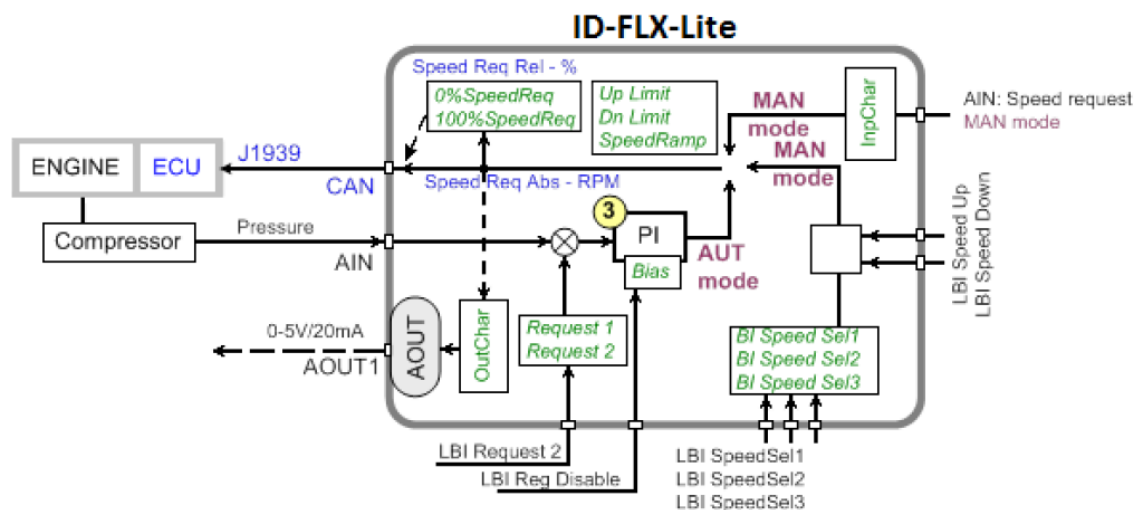 ID-FLX-Lite
Speed Req Rel - %
0%SpeedReq
100%SpeedReq
Up Limit
Dn Limit
SpeedRamp
MAN
mode
InpChar
AIN: Speed request
MAN mode
MAN
mode
ENGINE
ECU
J1939
CAN
Speed Req Abs - RPM
Compressor
Pressure
AIN
3
PI
Bias
AUT
mode
LBI Speed Up
LBI Speed Down
0-5V/20mA
AOUT1
AOUT
OutChar
Request 1
Request 2
BI Speed Sel1
BI Speed Sel2
BI Speed Sel3
LBI Request 2
LBI Reg Disable
LBI SpeedSel1
LBI SpeedSel2
LBI SpeedSel3